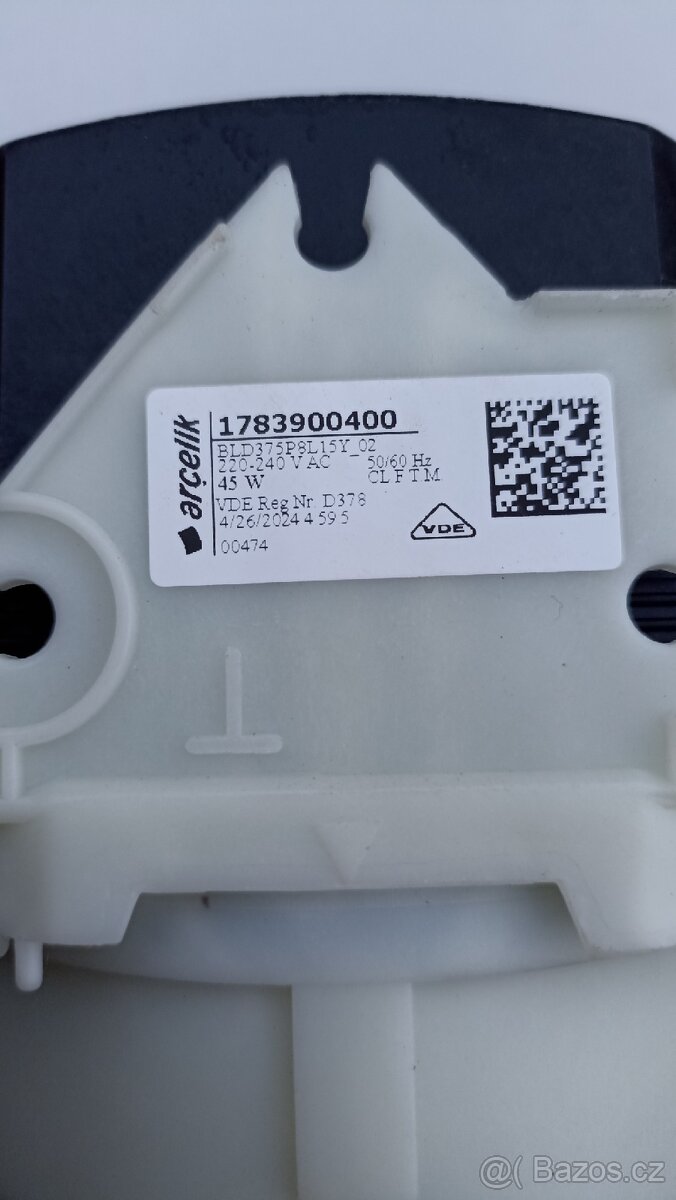 arçelik
1783900400
BLD375P8L15Y_02
220-240 V AC 50/60 Hz
45 W CL F TM
VDE Reg Nr. D378
4/26/2024 4 59 5
00474
VDE
@( Bazos.cz